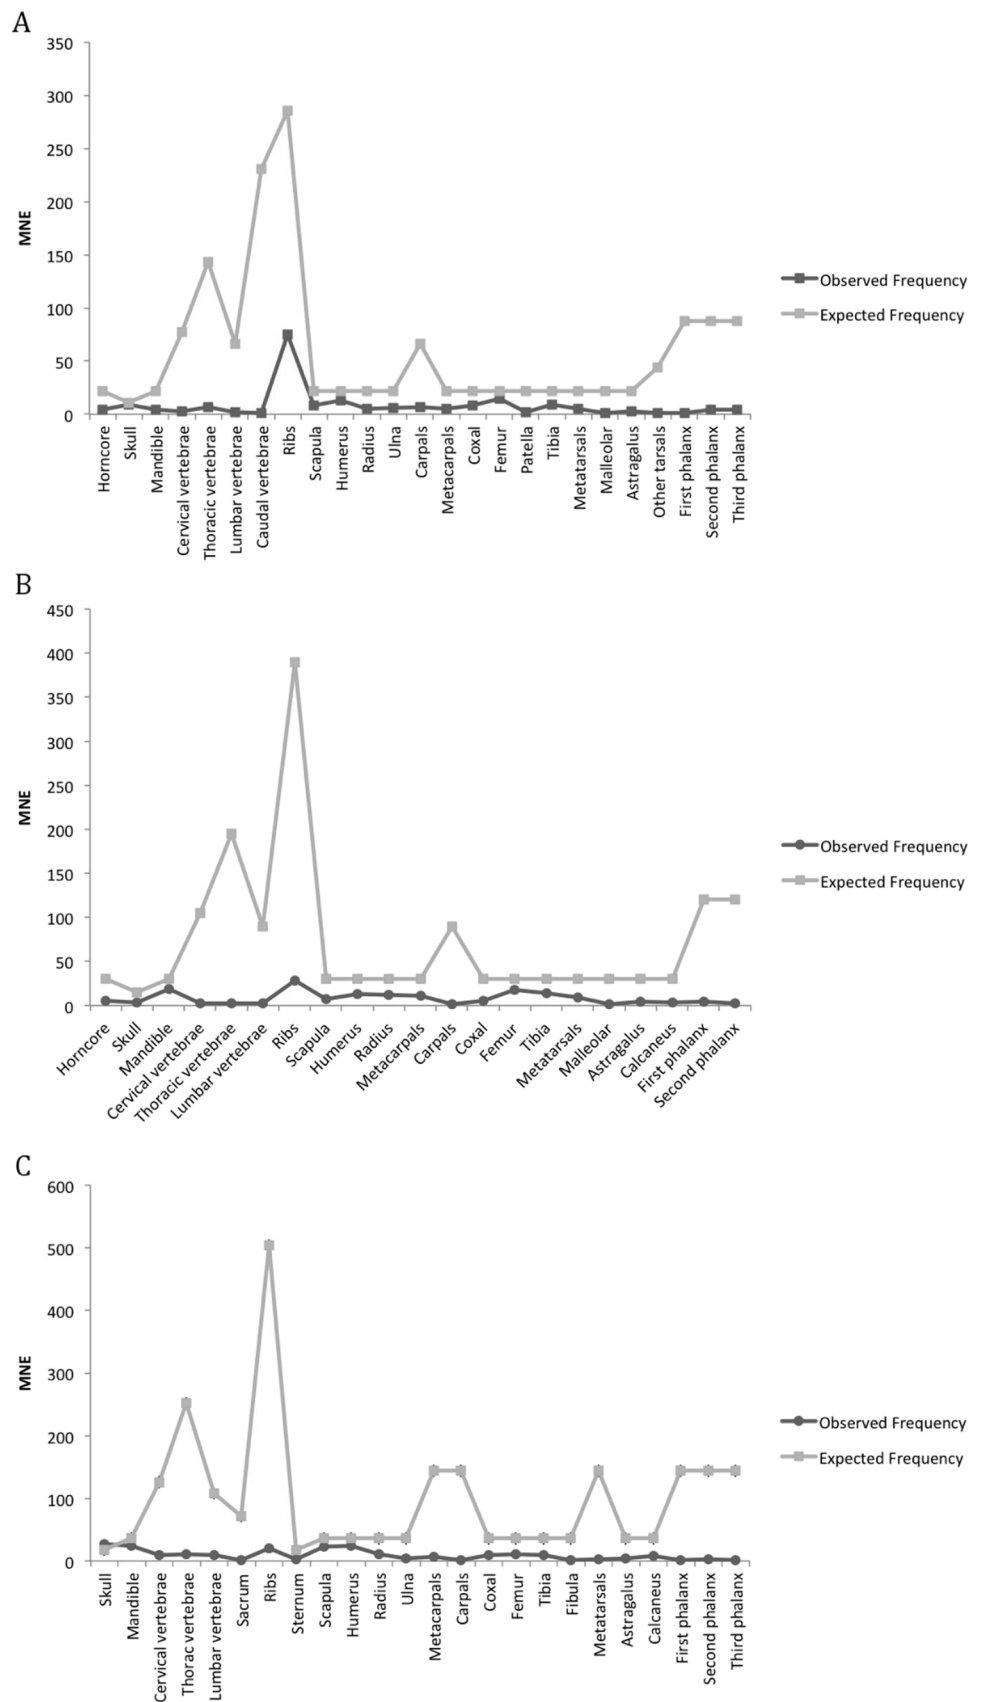 A
350
300
250
200
150
100
50
0
MNE
Horncore
Skull
Mandible
Cervical vertebrae
Thoracic vertebrae
Lumbar vertebrae
Caudal vertebrae
Ribs
Scapula
Humerus
Radius
Ulna
Carpals
Metacarpals
Coxal
Femur
Patella
Tibia
Metatarsals
Malleolar
Astragalus
Other tarsals
First phalanx
Second phalanx
Third phalanx
Observed Frequency
Expected Frequency
B
450
400
350
300
250
200
150
100
50
0
MNE
Horncore
Skull
Mandible
Cervical vertebrae
Thoracic vertebrae
Lumbar vertebrae
Ribs
Scapula
Humerus
Radius
Metacarpals
Carpals
Coxal
Femur
Tibia
Metatarsals
Malleolar
Astragalus
Calcaneus
First phalanx
Second phalanx
Observed Frequency
Expected Frequency
C
600
500
400
300
200
100
0
MNE
Skull
Mandible
Cervical vertebrae
Thorac vertebrae
Lumbar vertebrae
Sacrum
Ribs
Sternum
Scapula
Humerus
Radius
Ulna
Metacarpals
Carpals
Coxal
Femur
Tibia
Fibula
Metarsals
Astragalus
Calcaneus
First phalanx
Second phalanx
Third phalanx
Observed Frequency
Expected Frequency